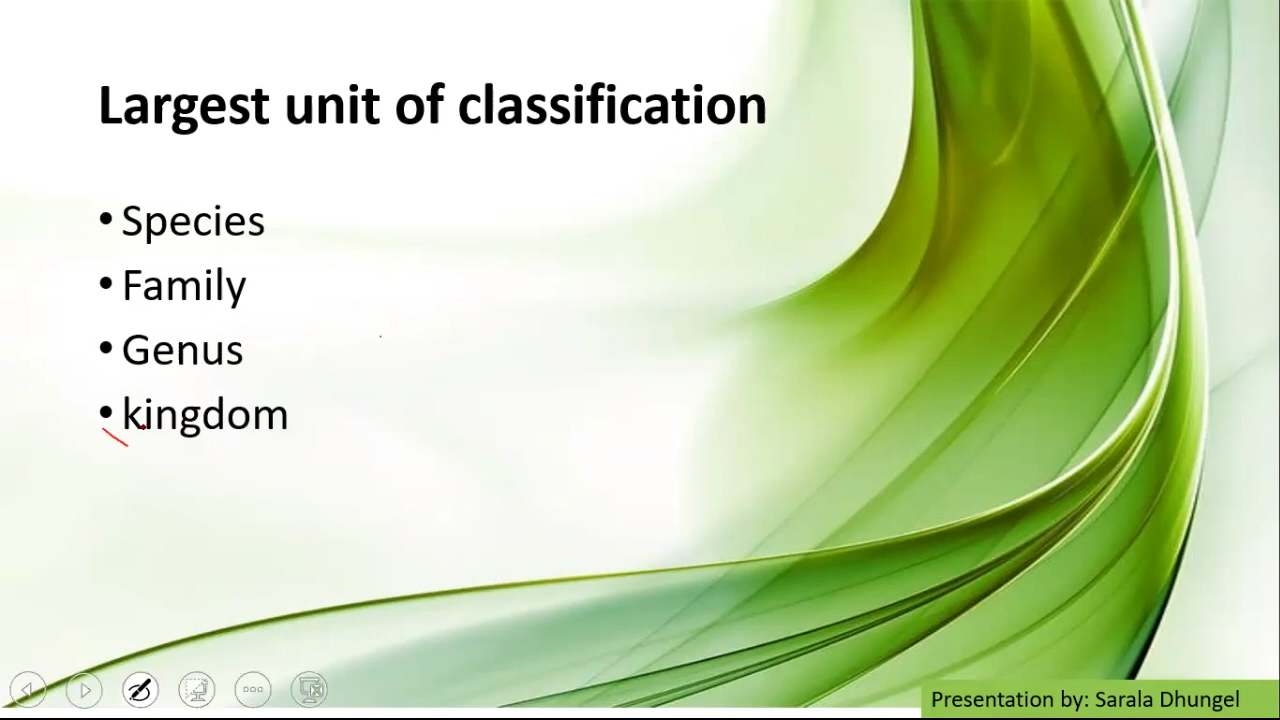 Largest unit of classification
• Species
• Family
• Genus
• kingdom
Presentation by: Sarala Dhungel